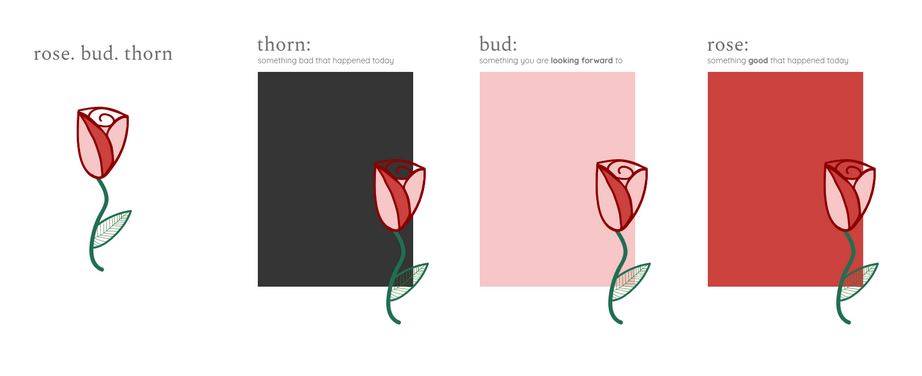 rose. bud. thorn
thorn:
something bad that happened today
bud:
something you are looking forward to
rose:
something good that happened today